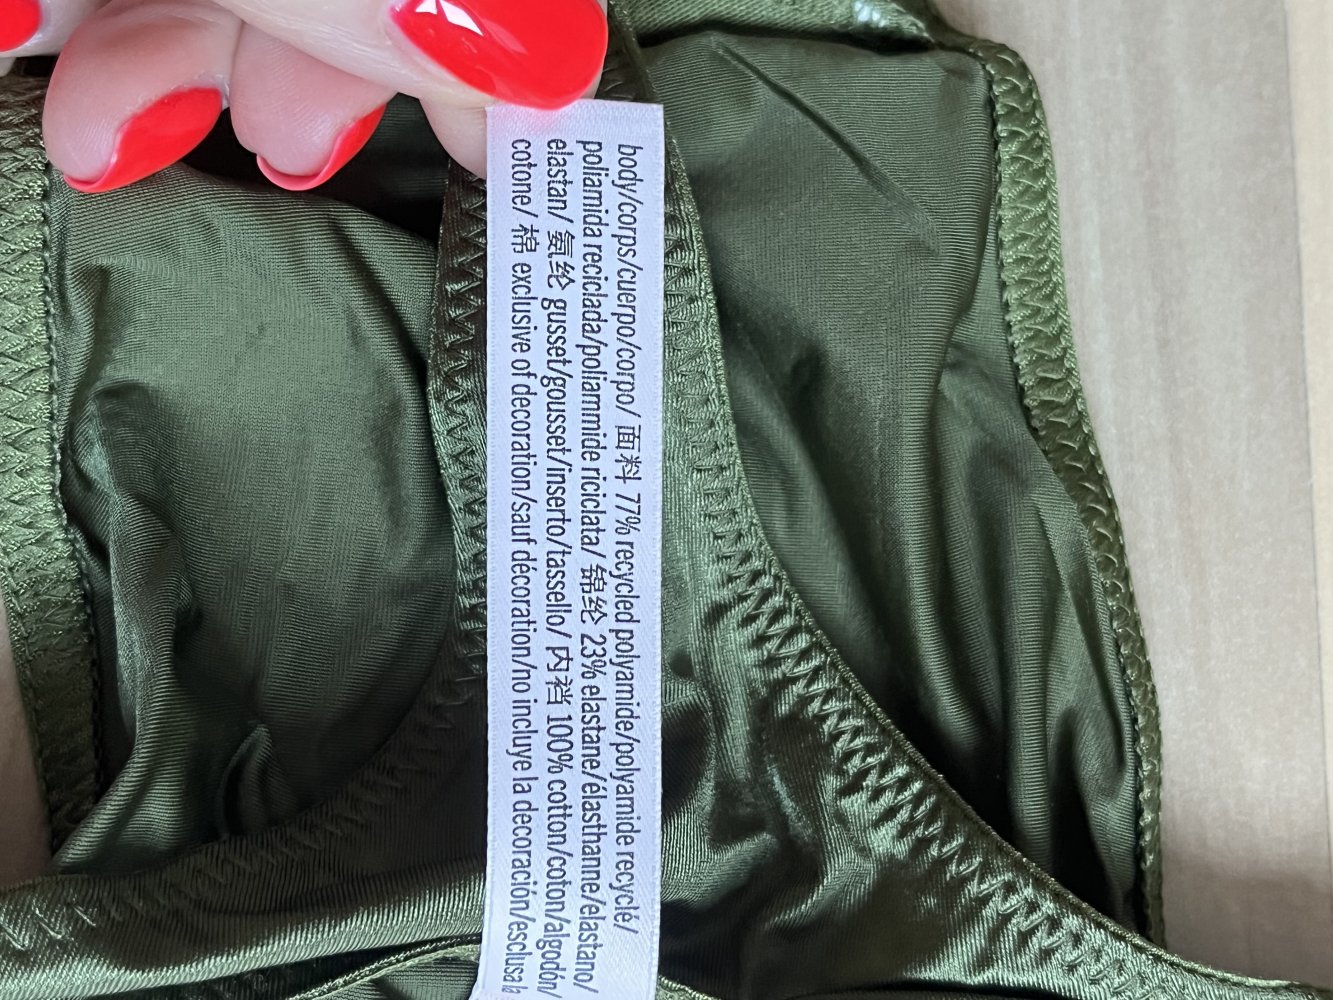 body/corps/cuerpo/corpo/ 面料 77% recycled polyamide/polyamide recyclé/
poliamida reciclada/poliammide riciclata/ 锦纶 23% elastane/élasthanne/elastano/
elastan/ 氨纶 gusset/gousset/inserto/tassello/ 内裆 100% cotton/coton/algodón/
cotone/ 棉 exclusive of decoration/sauf décoration/no incluye la decoración/esclusa la